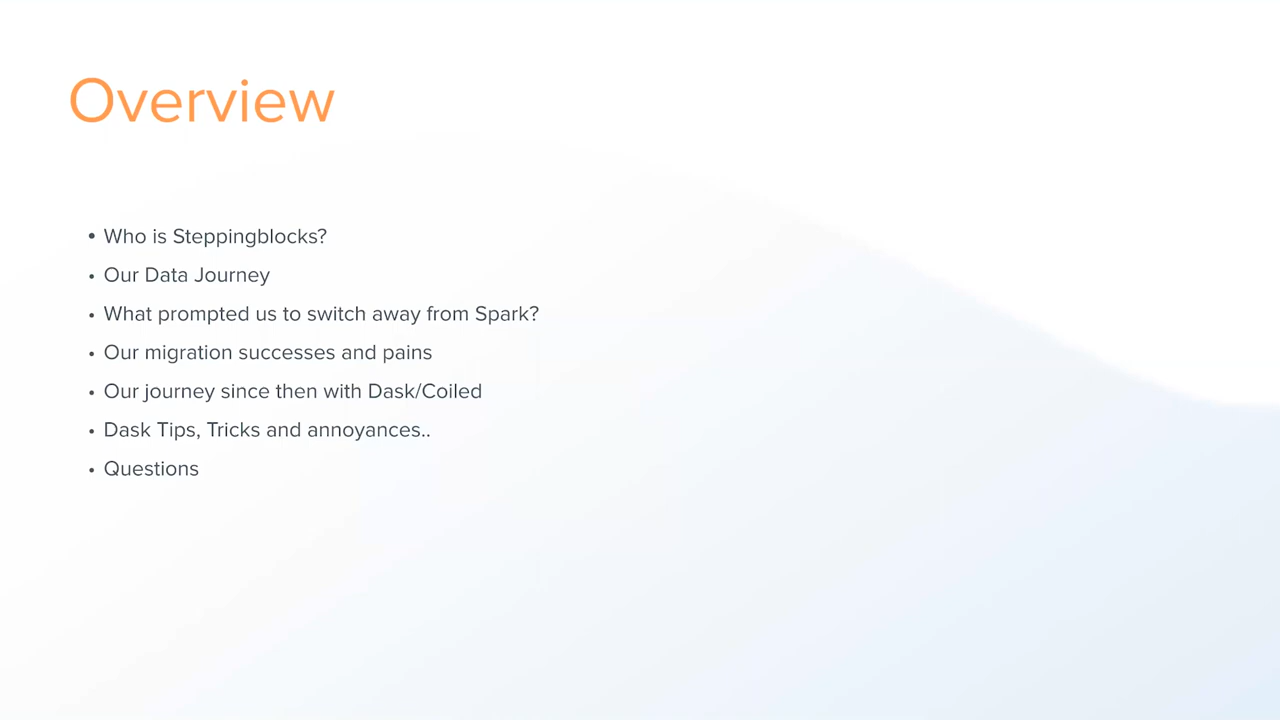 Overview
• Who is Steppingblocks?
• Our Data Journey
• What prompted us to switch away from Spark?
• Our migration successes and pains
• Our journey since then with Dask/Coiled
• Dask Tips, Tricks and annoyances..
• Questions